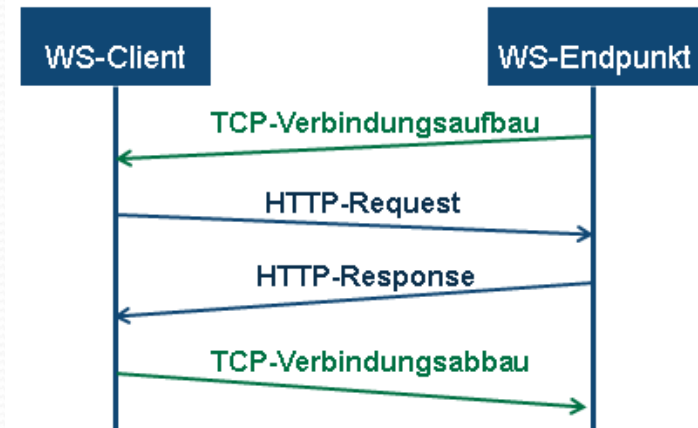 WS-Client
WS-Endpunkt
TCP-Verbindungsaufbau
HTTP-Request
HTTP-Response
TCP-Verbindungsabbau